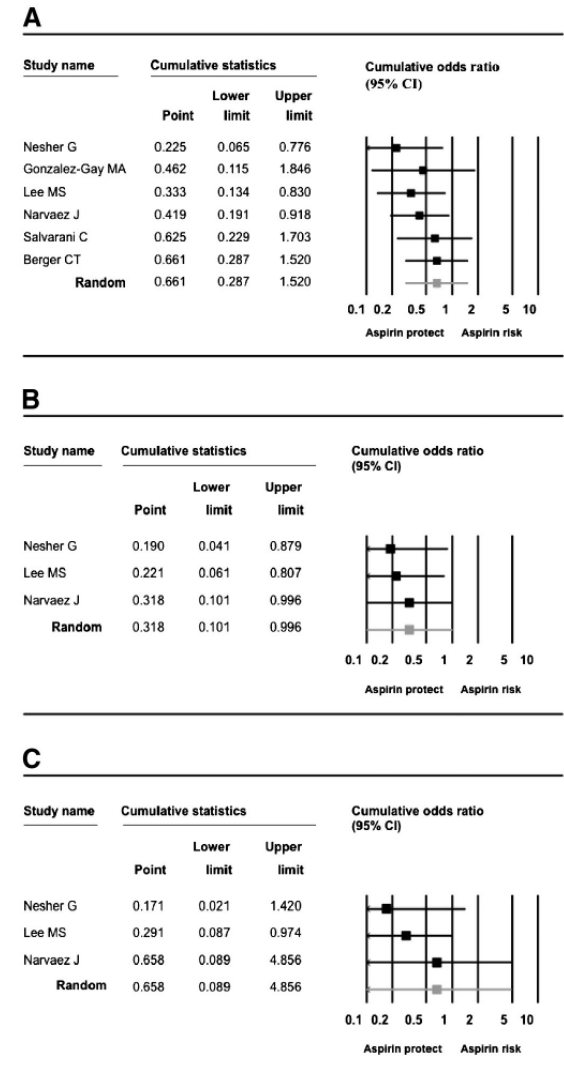 A
Study name Cumulative statistics Cumulative odds ratio
(95% CI)
Lower Upper
Point limit limit
Nesher G 0.225 0.065 0.776
Gonzalez-Gay MA 0.462 0.115 1.846
Lee MS 0.333 0.134 0.830
Narvaez J 0.419 0.191 0.918
Salvarani C 0.625 0.229 1.703
Berger CT 0.661 0.287 1.520
Random 0.661 0.287 1.520
0.1 0.2 0.5 1 2 5 10
Aspirin protect Aspirin risk
B
Study name Cumulative statistics Cumulative odds ratio
(95% CI)
Lower Upper
Point limit limit
Nesher G 0.190 0.041 0.879
Lee MS 0.221 0.061 0.807
Narvaez J 0.318 0.101 0.996
Random 0.318 0.101 0.996
0.1 0.2 0.5 1 2 5 10
Aspirin protect Aspirin risk
C
Study name Cumulative statistics Cumulative odds ratio
(95% CI)
Lower Upper
Point limit limit
Nesher G 0.171 0.021 1.420
Lee MS 0.291 0.087 0.974
Narvaez J 0.658 0.089 4.856
Random 0.658 0.089 4.856
0.1 0.2 0.5 1 2 5 10
Aspirin protect Aspirin risk